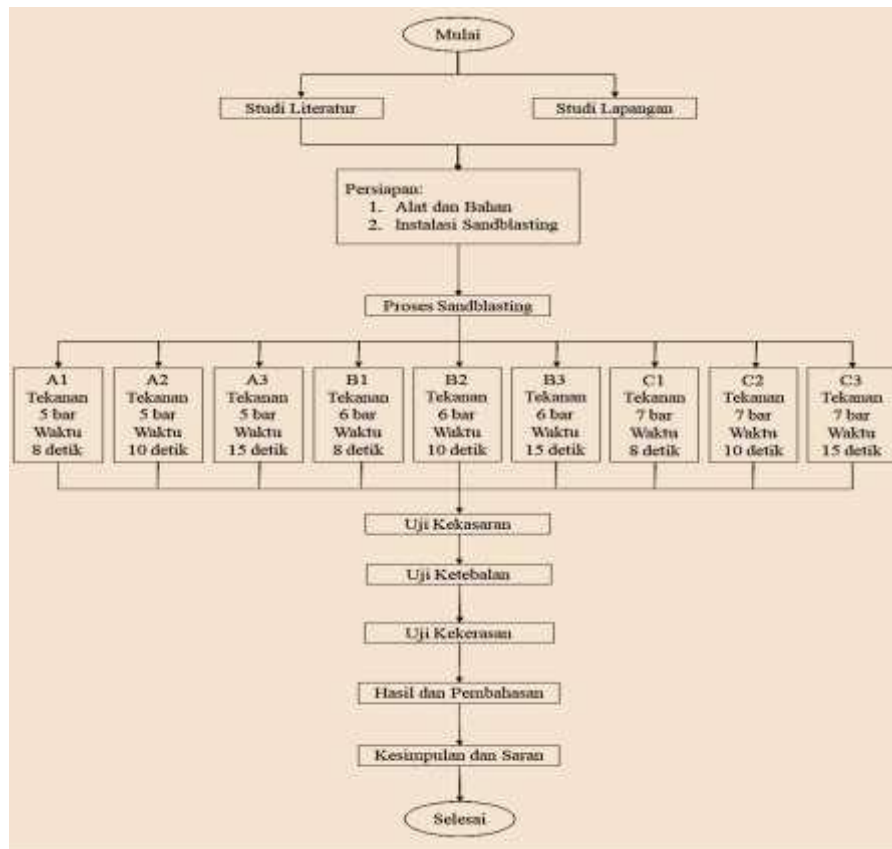 Mulai
Studi Literatur
Studi Lapangan
Persiapan:
1. Alat dan Bahan
2. Instalasi Sandblasting
Proses Sandblasting
A1
Tekanan
5 bar
Waktu
8 detik
A2
Tekanan
5 bar
Waktu
10 detik
A3
Tekanan
5 bar
Waktu
15 detik
B1
Tekanan
6 bar
Waktu
8 detik
B2
Tekanan
6 bar
Waktu
10 detik
B3
Tekanan
6 bar
Waktu
15 detik
C1
Tekanan
7 bar
Waktu
8 detik
C2
Tekanan
7 bar
Waktu
10 detik
C3
Tekanan
7 bar
Waktu
15 detik
Uji Kekasaran
Uji Ketebalan
Uji Kekerasan
Hasil dan Pembahasan
Kesimpulan dan Saran
Selesai